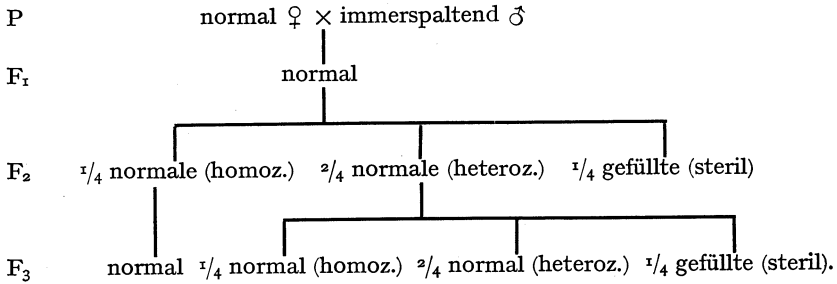 P normal ♀ × immerspaltend ♂
F₁ normal
F₂ ¹/₄ normale (homoz.) ²/₄ normale (heteroz.) ¹/₄ gefüllte (steril)
F₃ normal ¹/₄ normal (homoz.) ²/₄ normal (heteroz.) ¹/₄ gefüllte (steril).